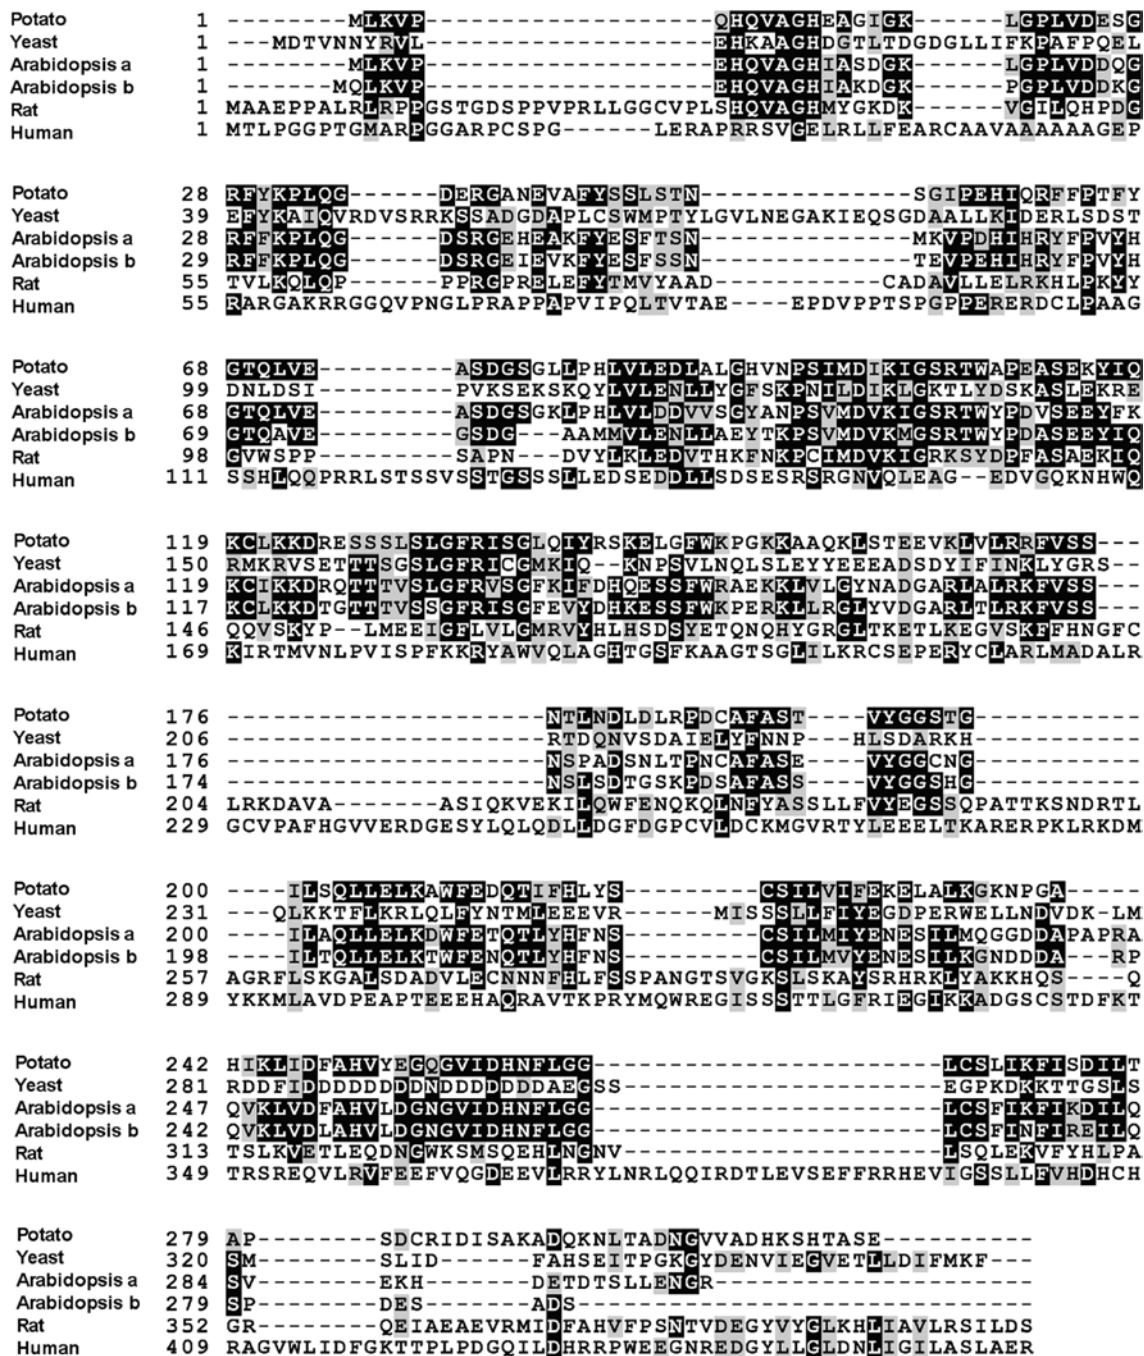 Potato 1 --------MLKVP------------------QHQVAGHEAGIGK------LGPLVDESG
Yeast 1 ---MDTVNNYRVL------------------EHKAAGHDGTLTDGDGLLIFKPAFPQEL
Arabidopsis a 1 --------MLKVP------------------EHQVAGHIASDGK------LGPLVDDQG
Arabidopsis b 1 -------MQLKVP------------------EHQVAGHIAKDGK------PGPLVDDKG
Rat 1 MAAEPPALRLRPPGSTGDSPPVPRLLGGCVPLSHQVAGHMYGKDK------VGILQHPDG
Human 1 MTLPGGPTGMARPGGARPCSPG------LERAPRRSVGELRLLFEARCAAVAAAAAAGEP
Potato 28 RFYKPLQG------DERGANEVAFYSSLSTN--------------SGIPEHIQRFFPTFY
Yeast 39 EFYKAIQVRDVSRRKSSADGDAPLCSWMPTYLGVLNEGAKIEQSGDAALLKIDERLSDST
Arabidopsis a 28 RFFKPLQG------DSRGEHEAKFYESFTSN--------------MKVPDHIHRYFPVYH
Arabidopsis b 29 RFFKPLQG------DSRGEIEVKFYESFSSN--------------TEVPEHIHRYFPVYH
Rat 55 TVLKQLQP------PPRGPRELEFYTMVYAAD-----------CADAVLLELRKHLPKYY
Human 55 RARGAKRRGGQVPNGLPRAPPAPVIPQLTVTAE----EPDVPPTSPGPPERERDCLPAAG
Potato 68 GTQLVE---------ASDGSGLLPHLVLEDLALGHVNPSIMDIKIGSRTWAPEASEKYIQ
Yeast 99 DNLDSI---------PVKSEKSKQYLVLENLLYGFSKPNILDIKLGKTLYDSKASLEKRE
Arabidopsis a 68 GTQLVE---------ASDGSGKLPHLVLDDVVSGYANPSVMDVKIGSRTWYPDVSEEYFK
Arabidopsis b 69 GTQAVE---------GSDG---AAMMVLENLLAEYTKPSVMDVKMGSRTWYPDASEEYIQ
Rat 98 GVWSPP---------SAPN---DVYLKLEDVTHKFNKPCIMDVKIGRKSYDPFASAEKIQ
Human 111 SSHLQQPRRLSTSSVSSTGSSSLLEDSEDDLLSDSESRSRGNVQLEAG--EDVGQKNHWQ
Potato 119 KCLKKDRESSSLSLGFRISGLQIYRSKELGFWKPGKKAAQKLSTEEVKLVLRRFVSS---
Yeast 150 RMKRVSETTTSGSLGFRICGMKIQ--KNPSVLNQLSLEYYEEEADSDYIFINKLYGRS--
Arabidopsis a 119 KCIKKDRQTTTVSLGFRVSGFKIFDHQESSFWRAEKKLVLGYNADGARLALRKFVSS---
Arabidopsis b 117 KCLKKDTGTTTVSSGFRISGFEVYDHKESSFWKPERKLLRGLYVDGARLTLRKFVSS---
Rat 146 QQVSKYP--LMEEIGFLVLGMRVYHLHSDSYETQNQHYGRGLTKETLKEGVSKFFHNGFC
Human 169 KIRTMVNLPVISPFKKRYAWVQLAGHTGSFKAAGTSGLILKRCSEPERYCLARLMADALR
Potato 176 --------------------NTLNDLDLRPDCAFAST----VYGGSTG-----------
Yeast 206 --------------------RTDQNVSDAIELYFNNP---HLSDARKH-----------
Arabidopsis a 176 --------------------NSPADSNLTPNCAFASE----VYGGCNG-----------
Arabidopsis b 174 --------------------NSLSDTGSKPDSAFASS----VYGGSHG-----------
Rat 204 LRKDAVA-------ASIQKVEKILQWFENQKQLNFYASSLLFVYEGSSQPATTKSNDRTL
Human 229 GCVPAFHGVVERDGESYLQLQDLLDGFDGPCVLDCKMGVRTYLEEELTKARERPKLRKDM
Potato 200 ----ILSQLLELKAWFEDQTIFHLYS---------CSILVIFEKELALKGKNPGA-----
Yeast 231 ---QLKKTFLKRLQLFYNTMLEEEVR------MISSSLLFIYEGDPERWELLNDVDK-LM
Arabidopsis a 200 ----ILAQLLELKDWFETQTLYHFNS---------CSILMIYENESILMQGGDDAPAPRA
Arabidopsis b 198 ----ILTQLLELKTWFENQTLYHFNS---------CSILMVYENESILKGNDDDA---RP
Rat 257 AGRFLSKGALSDADVLECNNNFHLFSSPANGTSVGKSLSKAYSRHRKLYAKKHQS----Q
Human 289 YKKMLAVDPEAPTEEEHAQRAVTKPRYMQWREGISSSTTLGFRIEGIKKADGSCSTDFKT
Potato 242 HIKLIDFAHVYEGQGVIDHNFLGG-----------------------LCSLIKFISDILT
Yeast 281 RDDFIDDDDDDDDNDDDDDDDAEGSS---------------------EGPKDKKTTGSLS
Arabidopsis a 247 QVKLVDFAHVLDGNGVIDHNFLGG-----------------------LCSFIKFIKDILQ
Arabidopsis b 242 QVKLVDLAHVLDGNGVIDHNFLGG-----------------------LCSFINFIREILQ
Rat 313 TSLKVETLEQDNGWKSMSQEHLNGNV---------------------LSQLEKVFYHLPA
Human 349 TRSREQVLRVFEEFVQGDEEVLRRYLNRLQQIRDTLEVSEFFRRHEVIGSSLLFVHDHCH
Potato 279 AP--------SDCRIDISAKADQKNLTADNGVVADHKSHTASE----------
Yeast 320 SM--------SLID-----FAHSEITPGKGYDENVIEGVETLLDIFMKF---
Arabidopsis a 284 SV--------EKH------DETDTSLLENGR---------------------
Arabidopsis b 279 SP--------DES-----ADS------------------------------
Rat 352 GR--------QEIAEAEVRMIDFAHVFPSNTVDEGYVYGLKHLIAVLRSILDS
Human 409 RAGVWLIDFGKTTPLPDGQILDHRRPWEEGNREDGYLLGLDNLIGILASLAER